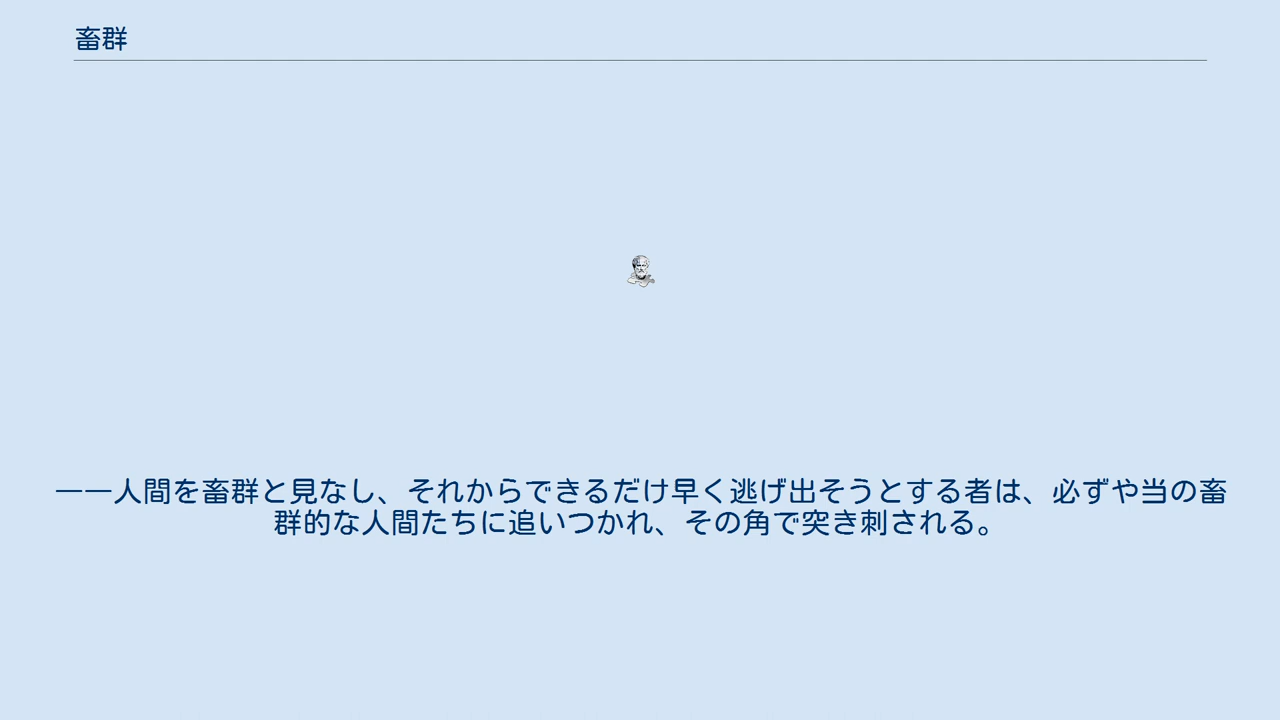 畜群
――人間を畜群と見なし、それからできるだけ早く逃げ出そうとする者は、必ずや当の畜
群的な人間たちに追いつかれ、その角で突き刺される。